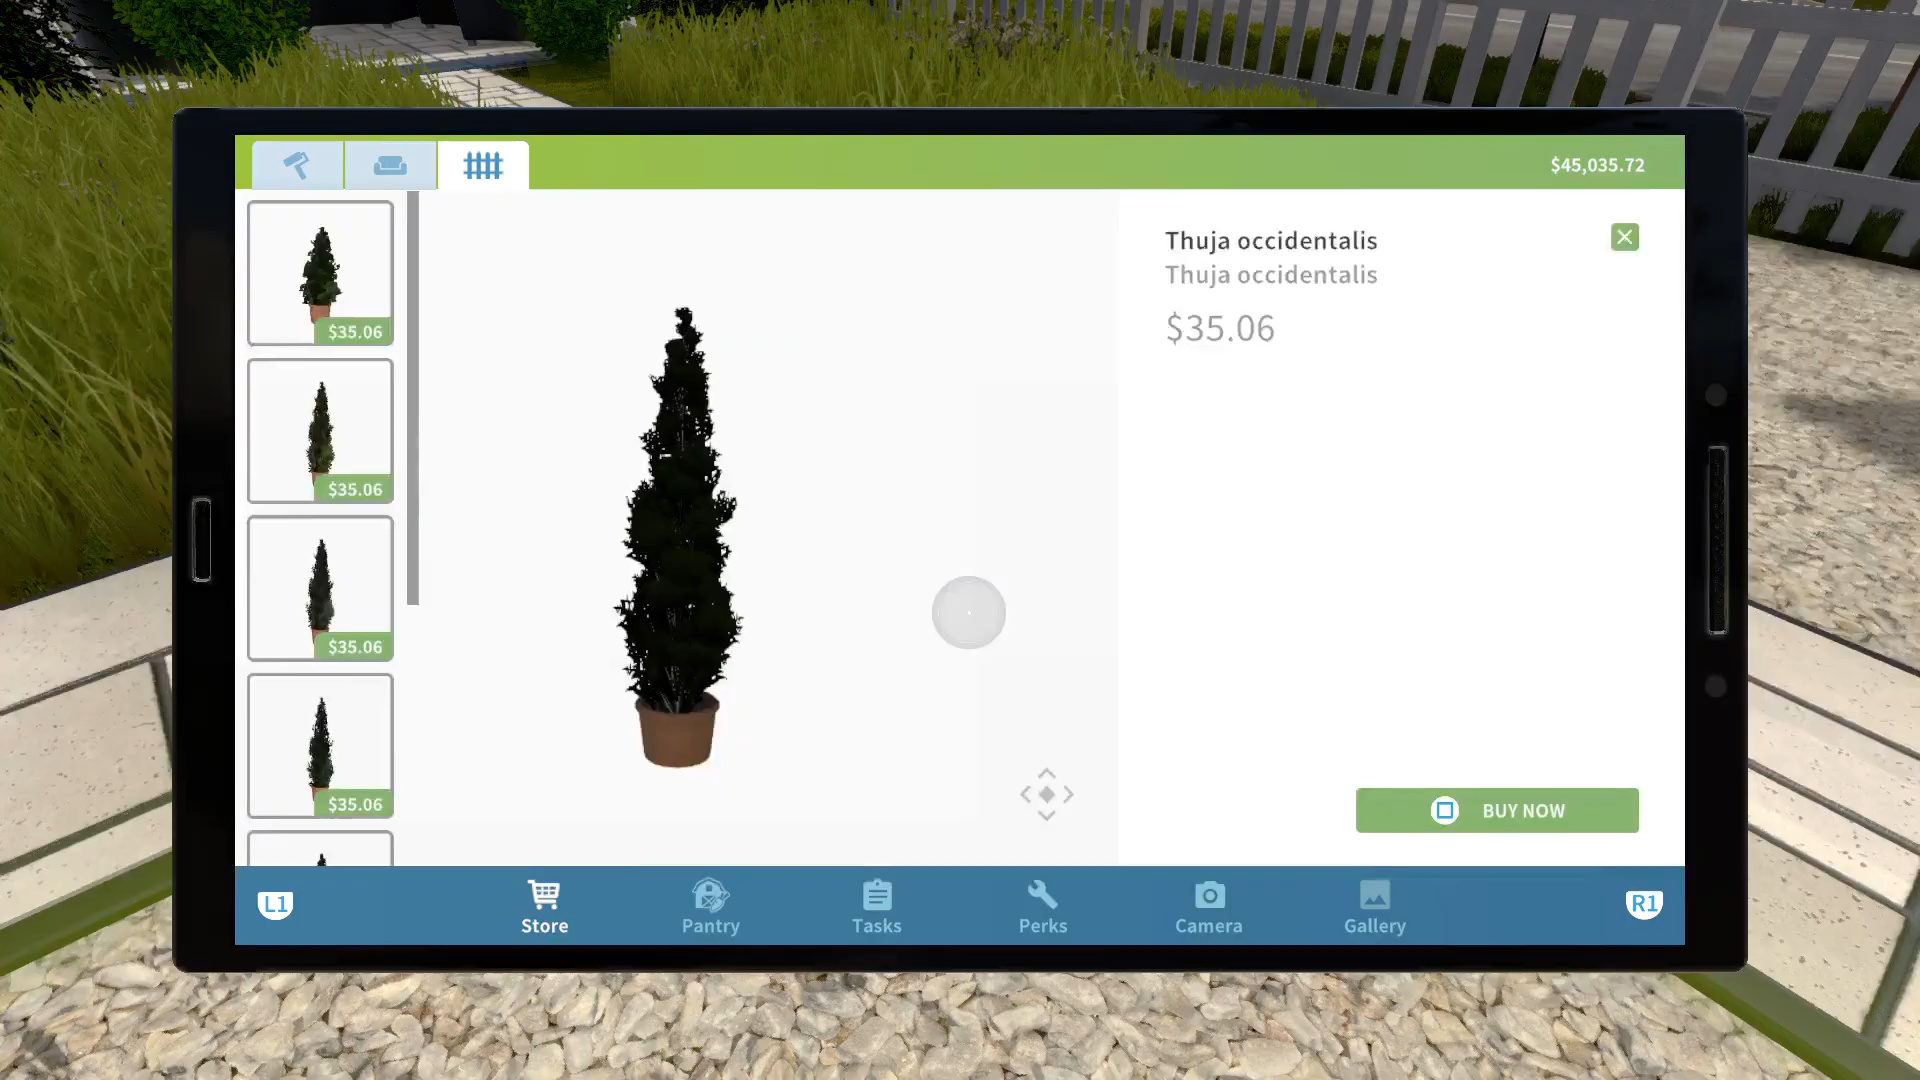 $45,035.72
$35.06
$35.06
$35.06
$35.06
Thuja occidentalis
Thuja occidentalis
$35.06
BUY NOW
L1
Store
Pantry
Tasks
Perks
Camera
Gallery
R1